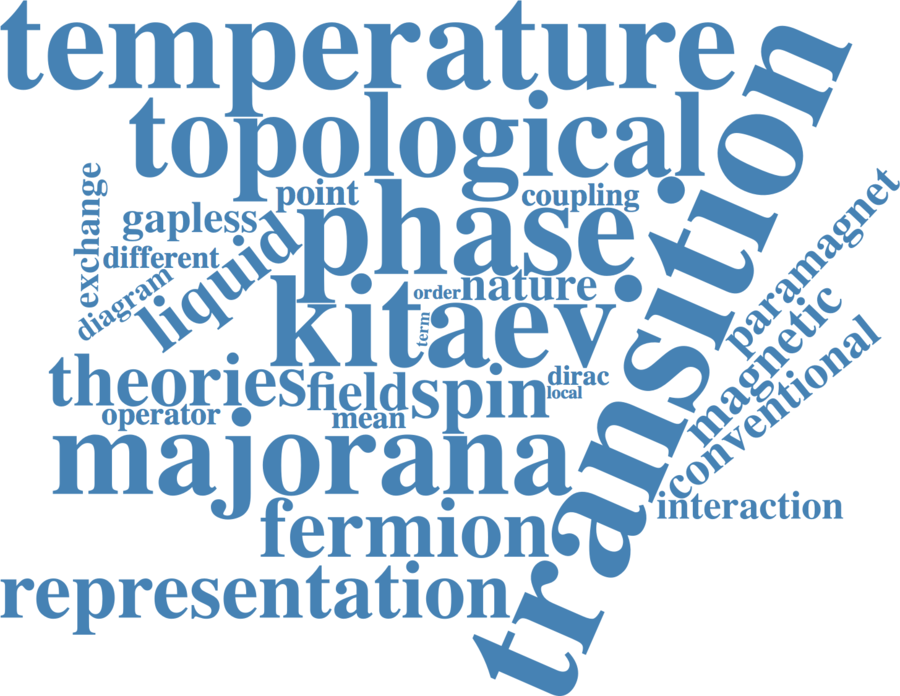 temperature
topological
transition
point
coupling
exchange
gapless
phase
paramagnet
different
liquid
diagram
order
nature
kitaev
term
magnetic
conventional
theories
field
spin
dirac
local
operator
mean
majorana
interaction
fermion
representation